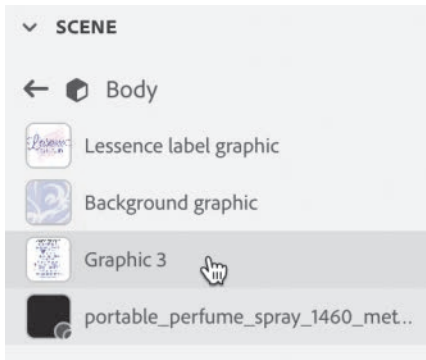 SCENE
Body
Lessence label graphic
Background graphic
Graphic 3
portable_perfume_spray_1460_met...